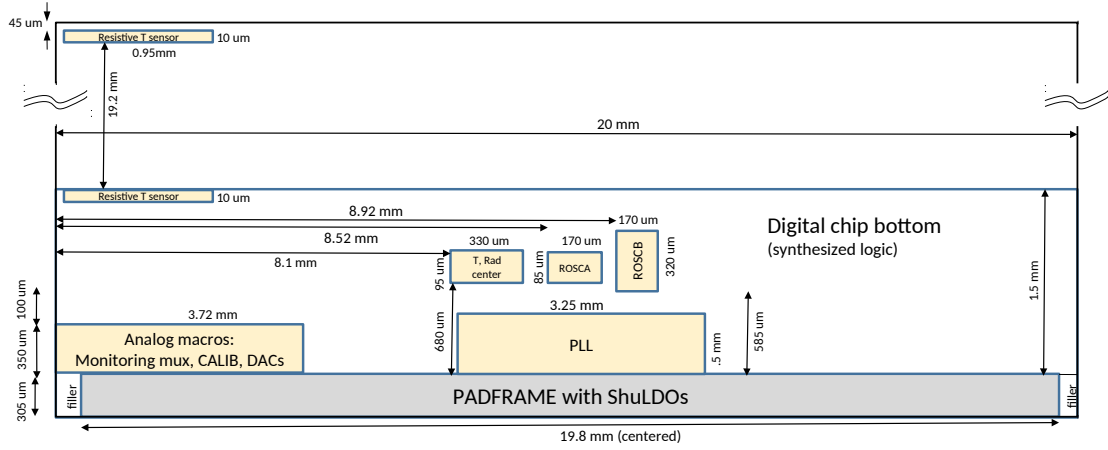 45 um
Resistive T sensor
10 um
0.95mm
19.2 mm
20 mm
Resistive T sensor
10 um
8.92 mm
170 um
Digital chip bottom
(synthesized logic)
8.52 mm
330 um
170 um
8.1 mm
95 um
T, Rad
center
85 um
ROSCA
ROSCB
320 um
1.5 mm
100 um
3.72 mm
3.25 mm
350 um
Analog macros:
Monitoring mux, CALIB, DACs
680 um
PLL
.5 mm
585 um
305 um
filler
PADFRAME with ShuLDOs
filler
19.8 mm (centered)